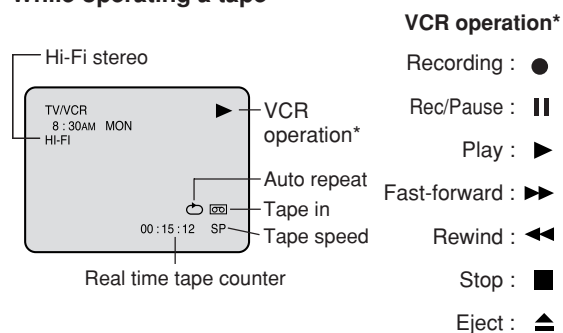 While operating a tape
Hi-Fi stereo
TV/VCR
8 : 30AM MON
HI-FI
VCR
operation*
Auto repeat
Tape in
00 : 15 : 12 SP
Tape speed
Real time tape counter
VCR operation*
Recording :
Rec/Pause :
Play :
Fast-forward :
Rewind :
Stop :
Eject :